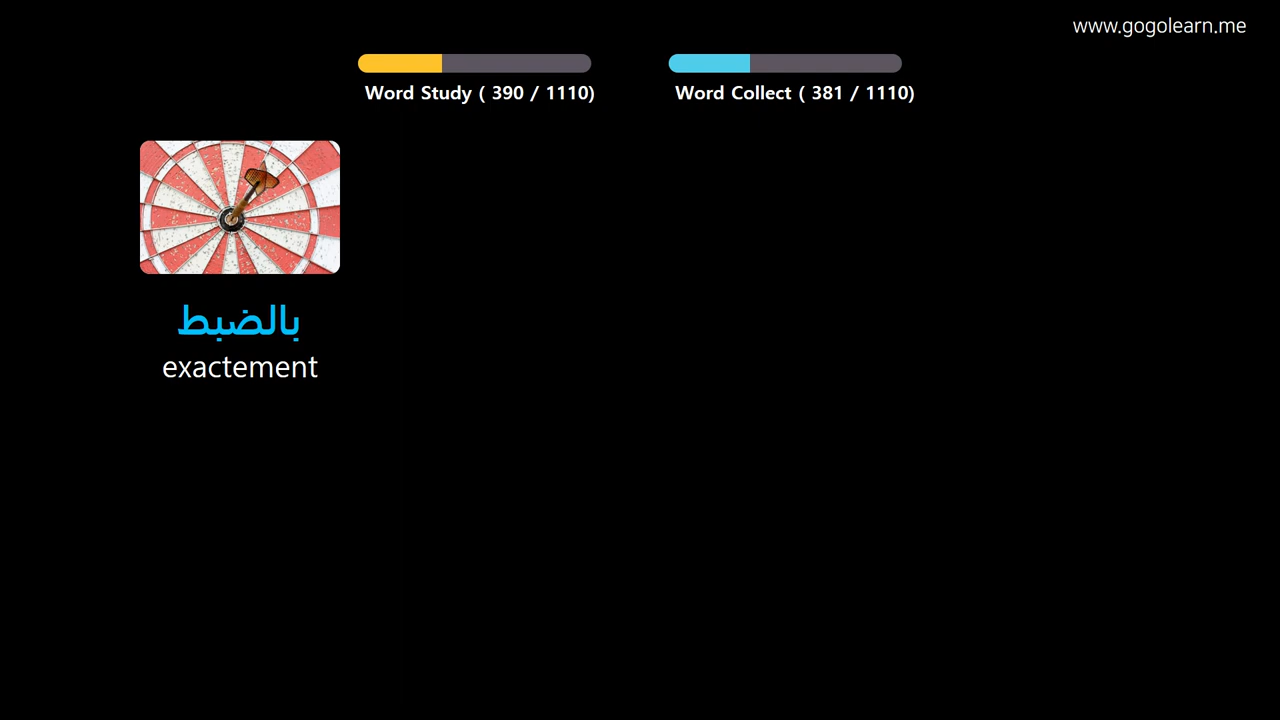 www.gogolearn.me
Word Study ( 390 / 1110)
Word Collect ( 381 / 1110)
بالضبط
exactement